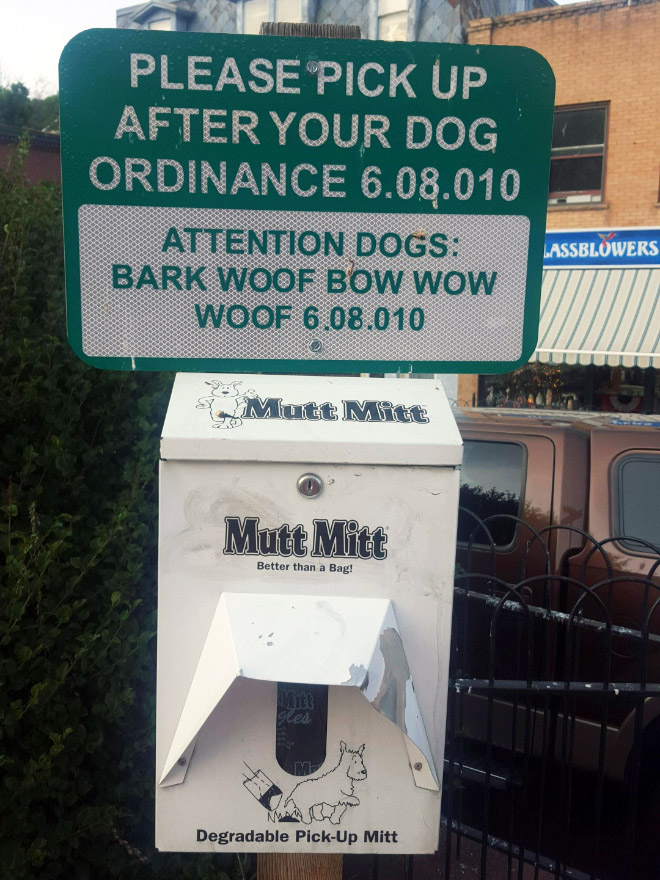 PLEASE PICK UP
AFTER YOUR DOG
ORDINANCE 6.08.010
ATTENTION DOGS:
BARK WOOF BOW WOW
WOOF 6.08.010
LASSBLOWERS
Mutt Mitt
Mutt Mitt
Better than a Bag!
Mitt
Degradable Pick-Up Mitt